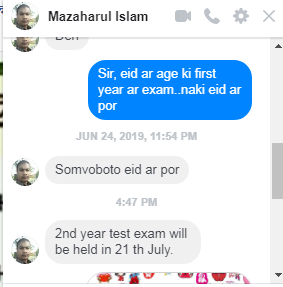 Mazaharul Islam
Den
Sir, eid ar age ki first
year ar exam..naki eid ar
por
JUN 24, 2019, 11:54 PM
Somvoboto eid ar por
4:47 PM
2nd year test exam will
be held in 21 th July.